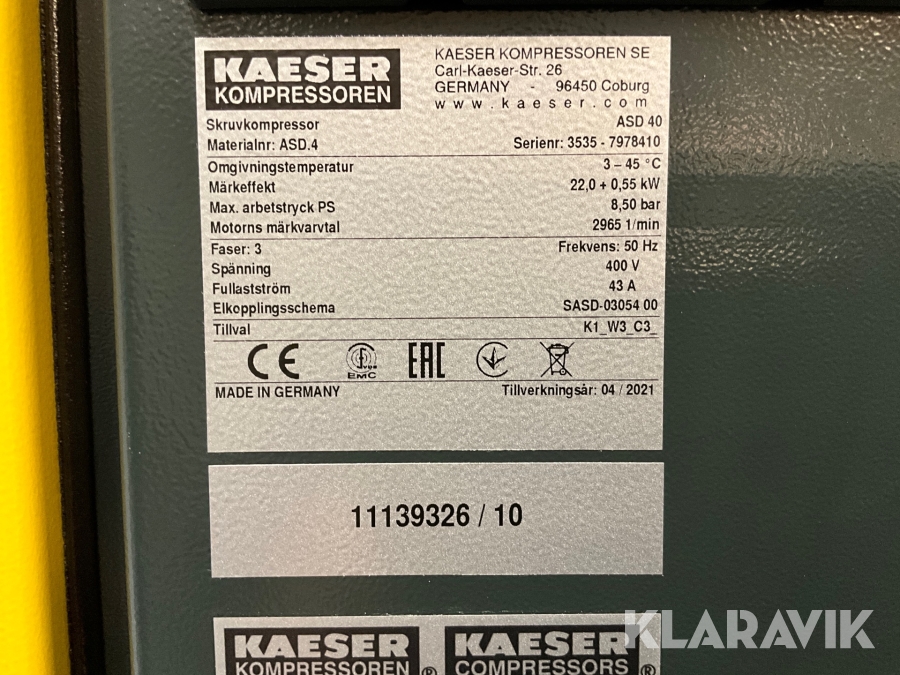 KAESER
KOMPRESSOREN
KAESER KOMPRESSOREN SE
Carl-Kaeser-Str. 26
GERMANY - 96450 Coburg
www.kaeser.com
Skruvkompressor ASD 40
Materialnr: ASD.4 Serienr: 3535 - 7978410
Omgivningstemperatur 3 – 45 °C
Märkeffekt 22,0 + 0,55 kW
Max. arbetstryck PS 8,50 bar
Motorns märkvarvtal 2965 1/min
Faser: 3 Frekvens: 50 Hz
Spänning 400 V
Fullastström 43 A
Elkopplingsschema SASD-03054 00
Tillval K1_W3_C3_
CE EMC EAC
MADE IN GERMANY Tillverkningsår: 04 / 2021
11139326 / 10
KAESER KAESER
KOMPRESSOREN® COMPRESSORS®
KLARAVIK